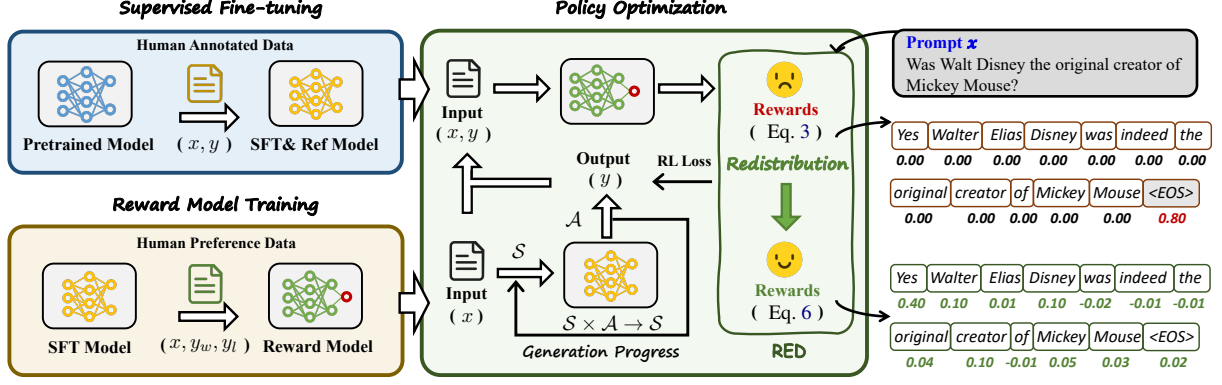 Supervised Fine-tuning
Human Annotated Data
Pretrained Model
( x, y )
SFT& Ref Model
Reward Model Training
Human Preference Data
SFT Model
( x, y_w, y_l )
Reward Model
Policy Optimization
Input
( x, y )
Output
( y )
RL Loss
A
S
Input
( x )
S × A → S
Generation Progress
Rewards
( Eq. 3 )
Redistribution
Rewards
( Eq. 6 )
RED
Prompt x
Was Walt Disney the original creator of
Mickey Mouse?
Yes Walter Elias Disney was indeed the
0.00 0.00 0.00 0.00 0.00 0.00 0.00
original creator of Mickey Mouse <EOS>
0.00 0.00 0.00 0.00 0.00 0.80
Yes Walter Elias Disney was indeed the
0.40 0.10 0.01 0.10 -0.02 -0.01 -0.01
original creator of Mickey Mouse <EOS>
0.04 0.10 -0.01 0.05 0.03 0.02